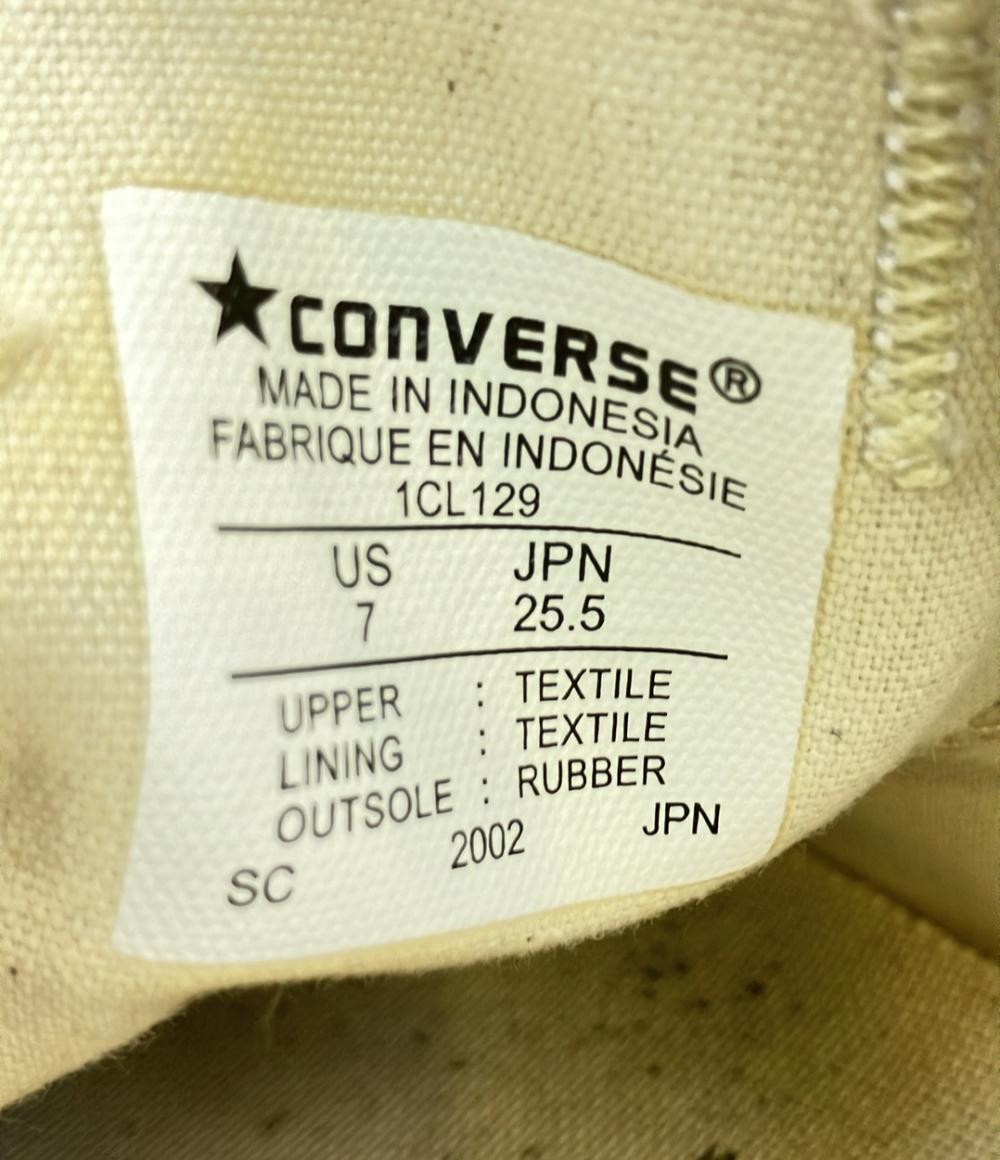 ★CONVERSE®
MADE IN INDONESIA
FABRIQUE EN INDONÉSIE
1CL129
US JPN
7 25.5
UPPER : TEXTILE
LINING : TEXTILE
OUTSOLE : RUBBER
SC 2002 JPN